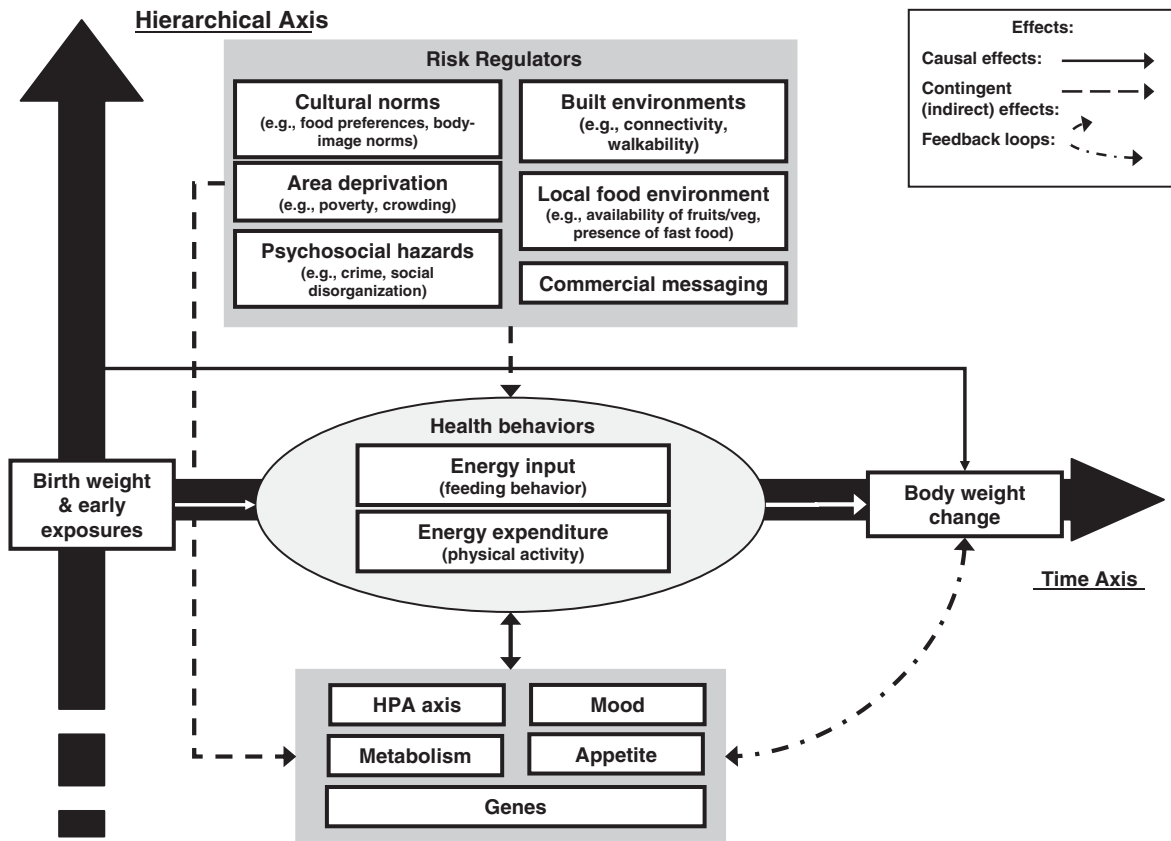 Hierarchical Axis
Risk Regulators
Cultural norms
(e.g., food preferences, body-
image norms)
Area deprivation
(e.g., poverty, crowding)
Psychosocial hazards
(e.g., crime, social
disorganization)
Built environments
(e.g., connectivity,
walkability)
Local food environment
(e.g., availability of fruits/veg,
presence of fast food)
Commercial messaging
Effects:
Causal effects:
Contingent
(indirect) effects:
Feedback loops:
Birth weight
& early
exposures
Health behaviors
Energy input
(feeding behavior)
Energy expenditure
(physical activity)
Body weight
change
Time Axis
HPA axis
Mood
Metabolism
Appetite
Genes